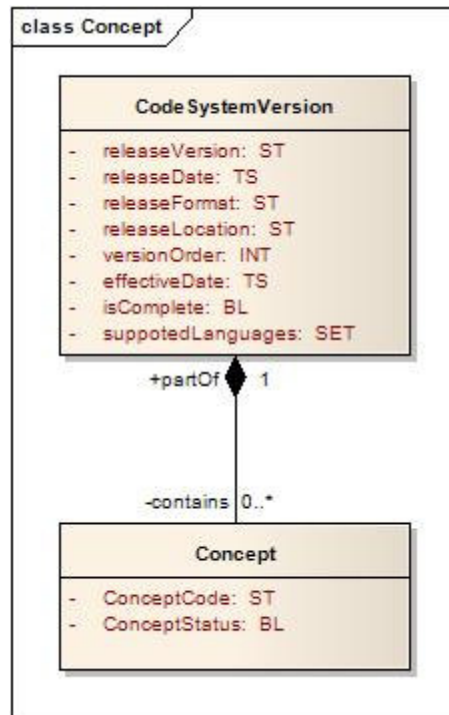 class Concept
CodeSystemVersion
- releaseVersion: ST
- releaseDate: TS
- releaseFormat: ST
- releaseLocation: ST
- versionOrder: INT
- effectiveDate: TS
- isComplete: BL
- suppotedLanguages: SET
+partOf 1
-contains 0..*
Concept
- ConceptCode: ST
- ConceptStatus: BL